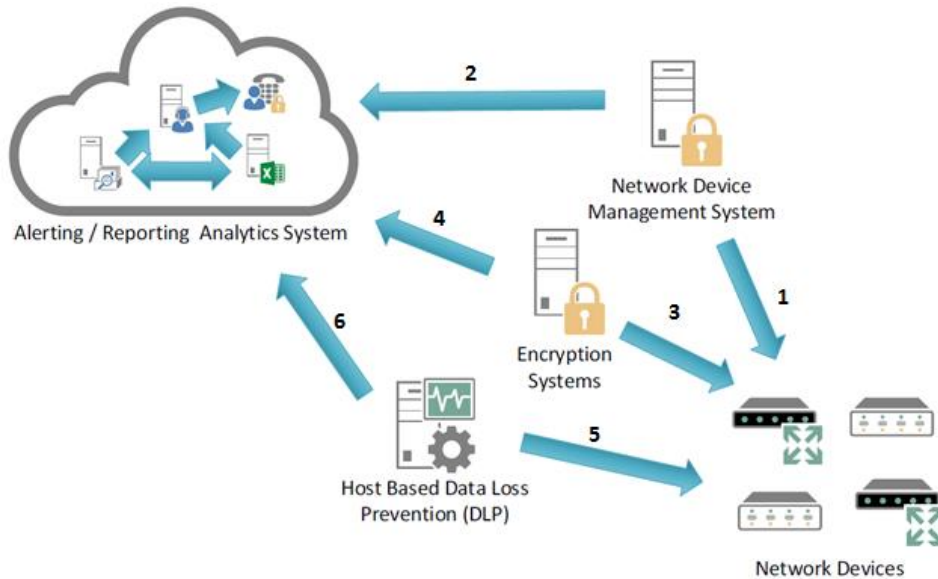 2
Network Device
Management System
Alerting / Reporting Analytics System
4
1
6
3
Encryption
Systems
5
Host Based Data Loss
Prevention (DLP)
Network Devices